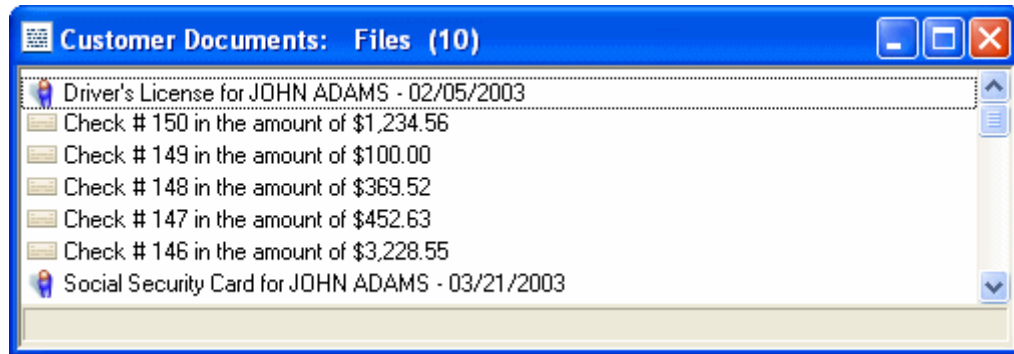 Customer Documents: Files (10)
Driver's License for JOHN ADAMS - 02/05/2003
Check # 150 in the amount of $1,234.56
Check # 149 in the amount of $100.00
Check # 148 in the amount of $369.52
Check # 147 in the amount of $452.63
Check # 146 in the amount of $3,228.55
Social Security Card for JOHN ADAMS - 03/21/2003